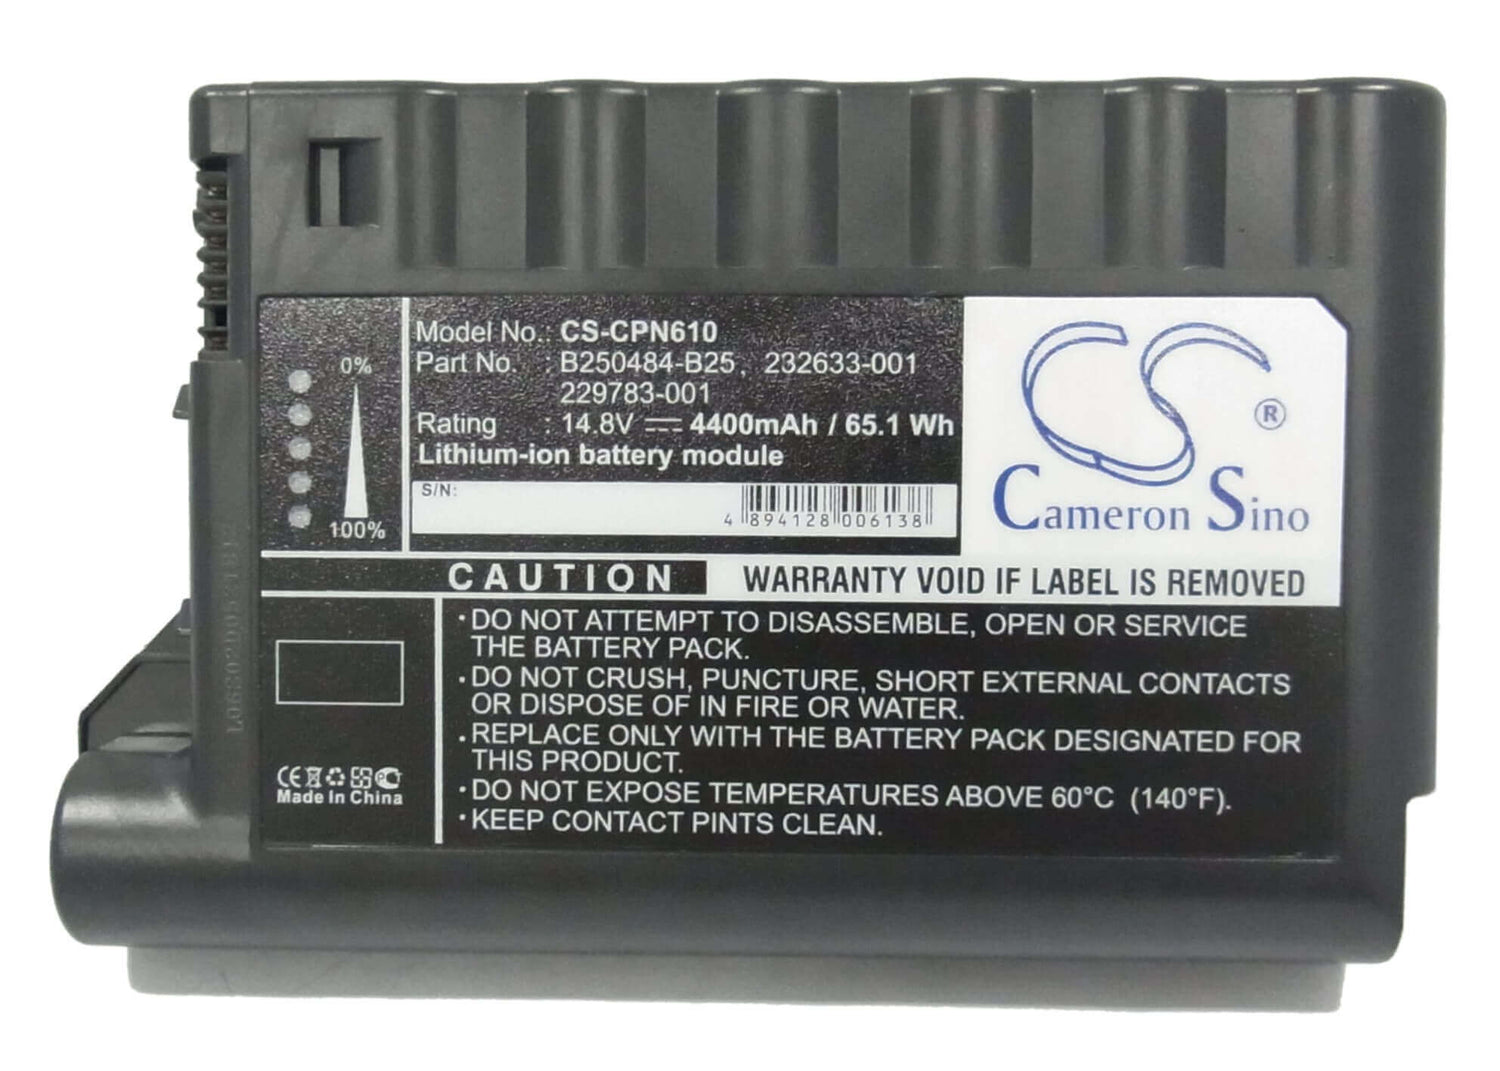 Model No.: CS-CPN610
Part No. : B250484-B25, 232633-001
229783-001
Rating : 14.8V 4400mAh / 65.1 Wh
Lithium-ion battery module
S/N:
4 894128 006138
0%
100%
CS ®
Cameron Sino
CAUTION
WARRANTY VOID IF LABEL IS REMOVED
· DO NOT ATTEMPT TO DISASSEMBLE, OPEN OR SERVICE
THE BATTERY PACK.
· DO NOT CRUSH, PUNCTURE, SHORT EXTERNAL CONTACTS
OR DISPOSE OF IN FIRE OR WATER.
· REPLACE ONLY WITH THE BATTERY PACK DESIGNATED FOR
THIS PRODUCT.
· DO NOT EXPOSE TEMPERATURES ABOVE 60°C (140°F).
· KEEP CONTACT PINTS CLEAN.
CE
Made In China